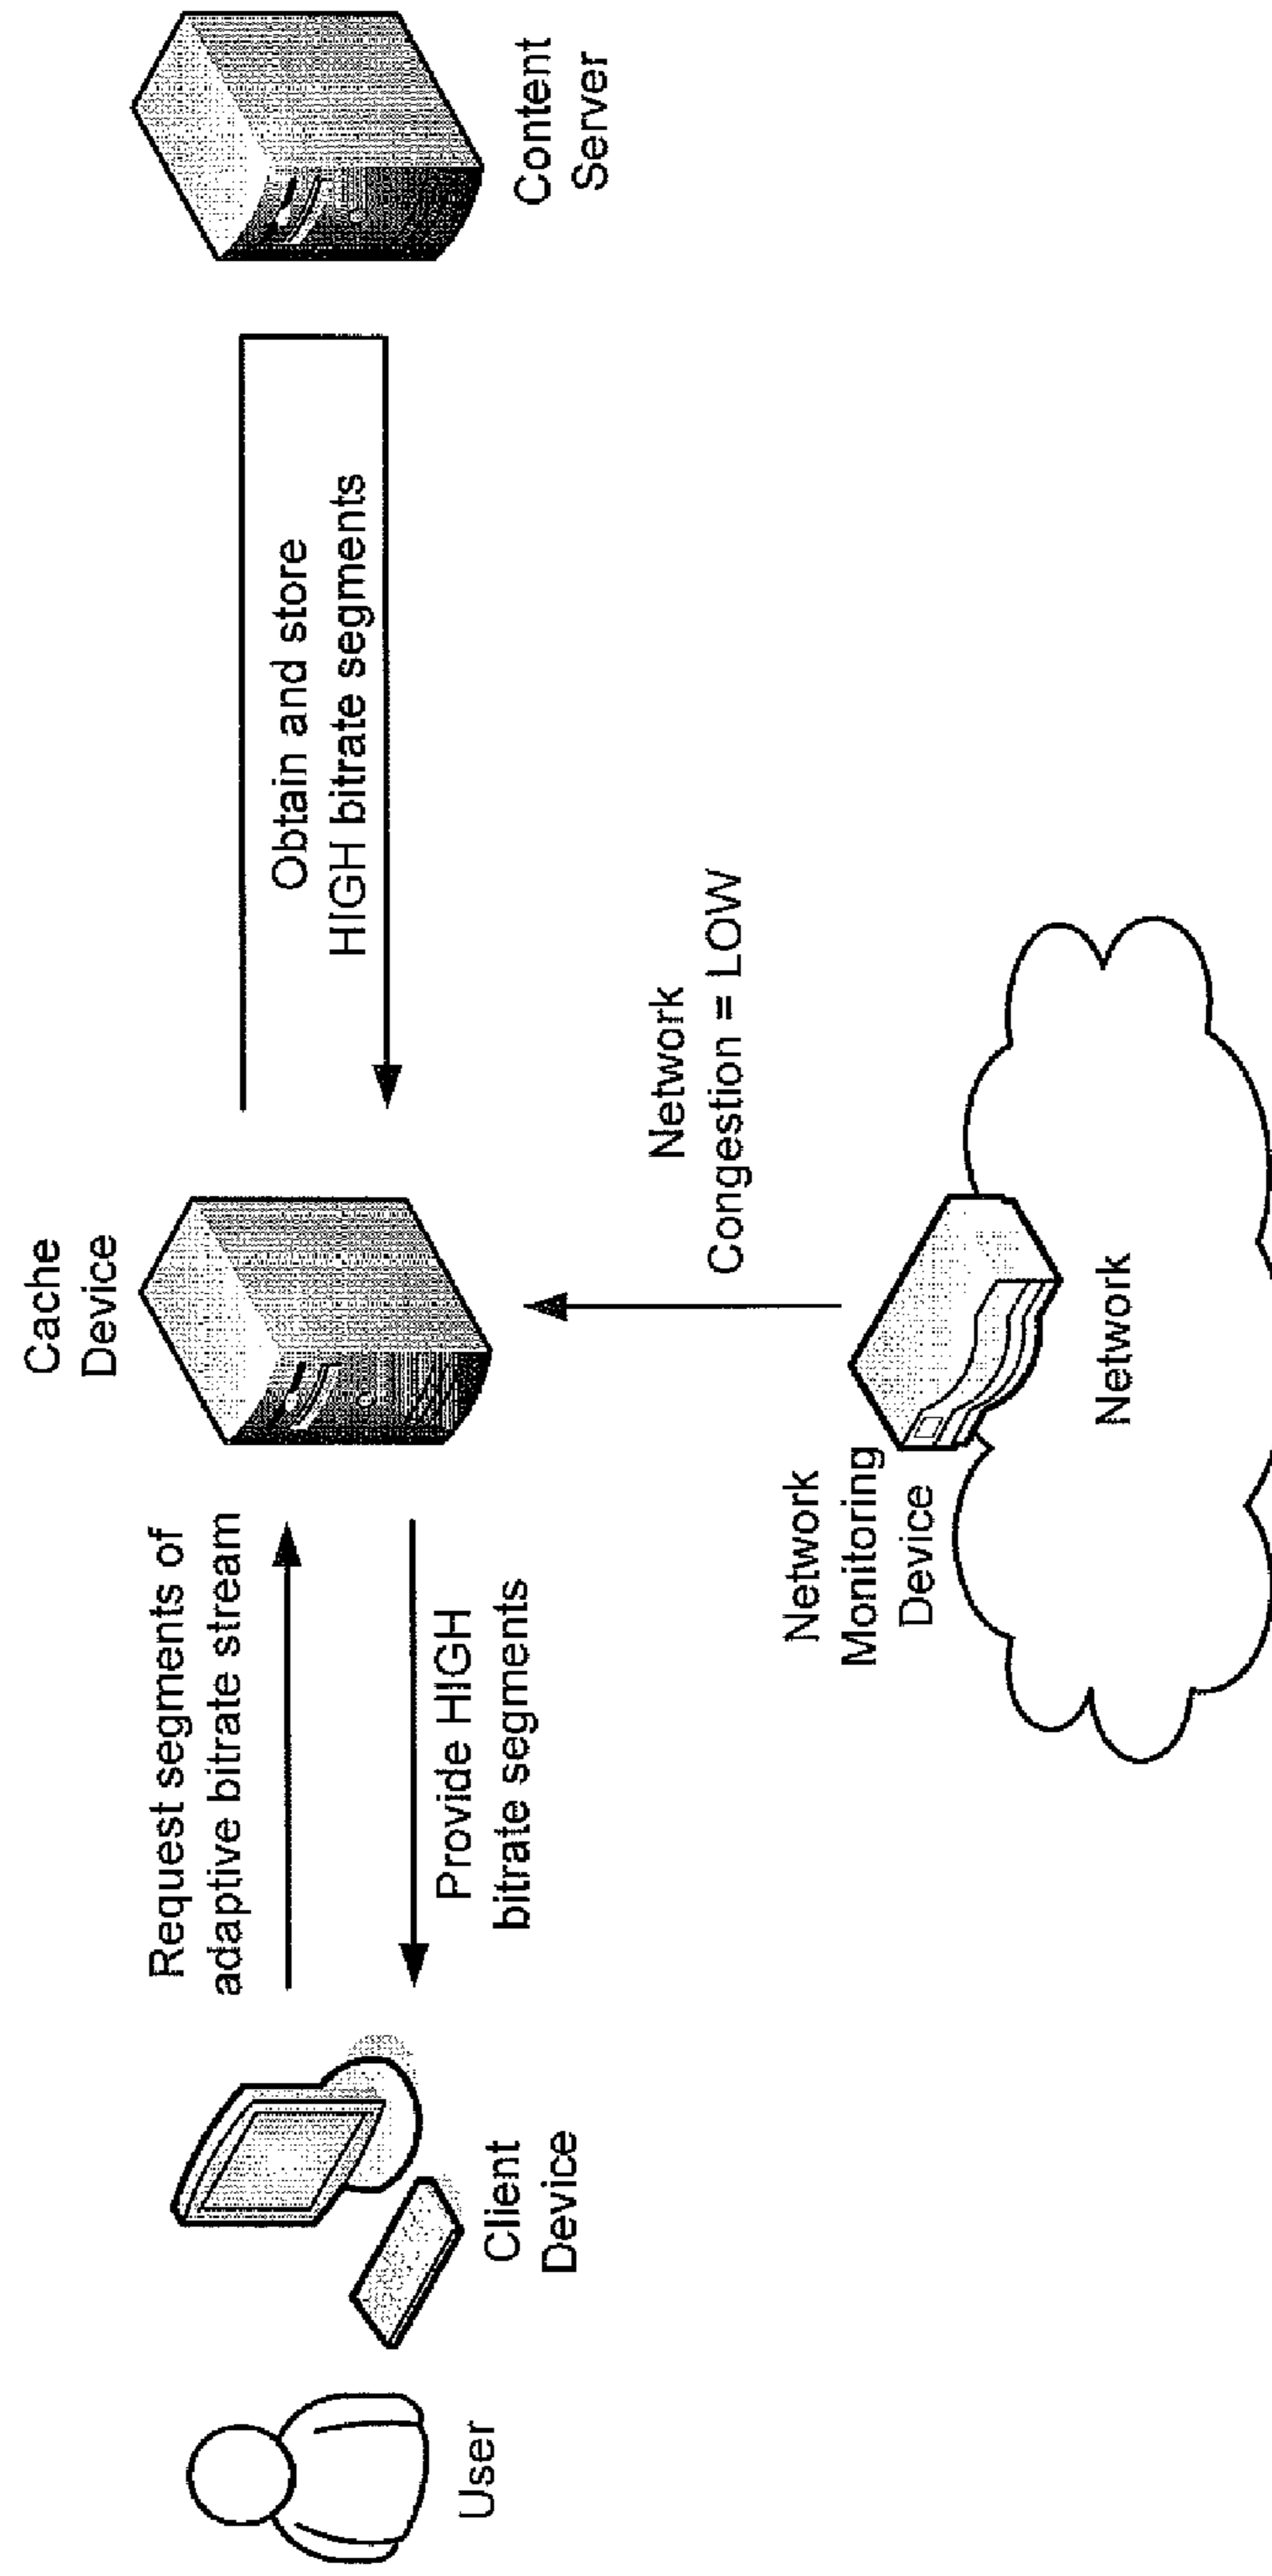 Cache
Device
Content
Server
Request segments of
adaptive bitrate stream
Obtain and store
HIGH bitrate segments
Provide HIGH
bitrate segments
User
Client
Device
Network
Congestion = LOW
Network
Monitoring
Device
Network